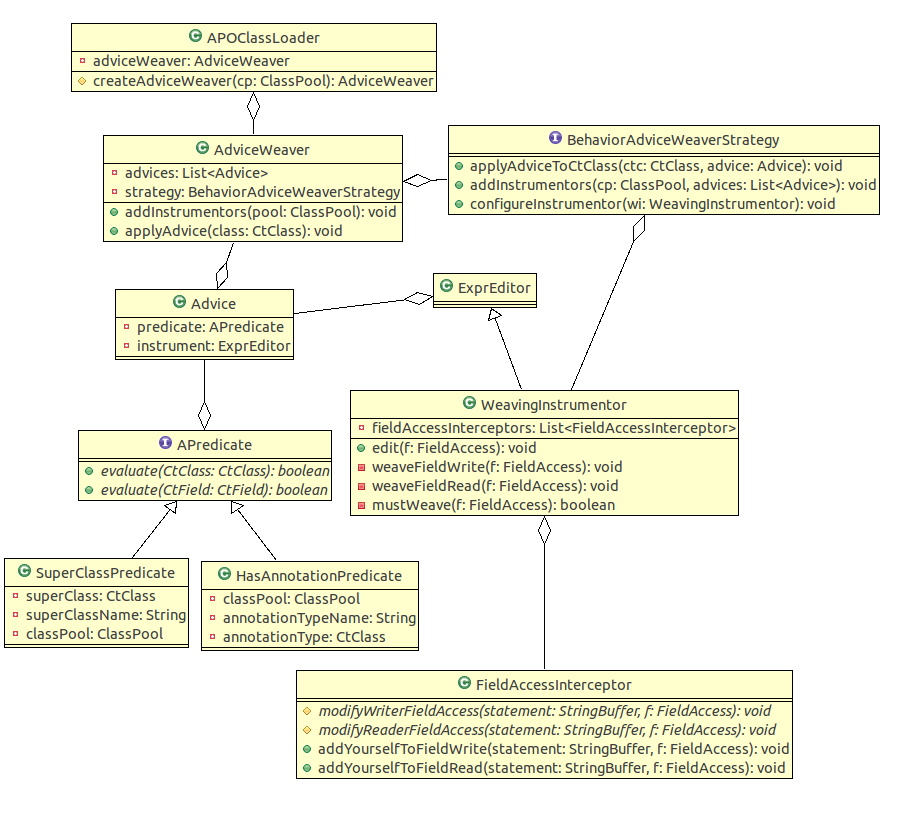 APOClassLoader
adviceWeaver: AdviceWeaver
createAdviceWeaver(cp: ClassPool): AdviceWeaver
AdviceWeaver
advices: List<Advice>
strategy: BehaviorAdviceWeaverStrategy
addInstrumentors(pool: ClassPool): void
applyAdvice(class: CtClass): void
BehaviorAdviceWeaverStrategy
applyAdviceToCtClass(ctc: CtClass, advice: Advice): void
addInstrumentors(cp: ClassPool, advices: List<Advice>): void
configureInstrumentor(wi: WeavingInstrumentor): void
Advice
predicate: APredicate
instrument: ExprEditor
ExprEditor
WeavingInstrumentor
fieldAccessInterceptors: List<FieldAccessInterceptor>
edit(f: FieldAccess): void
weaveFieldWrite(f: FieldAccess): void
weaveFieldRead(f: FieldAccess): void
mustWeave(f: FieldAccess): boolean
APredicate
evaluate(CtClass: CtClass): boolean
evaluate(CtField: CtField): boolean
SuperClassPredicate
superClass: CtClass
superClassName: String
classPool: ClassPool
HasAnnotationPredicate
classPool: ClassPool
annotationTypeName: String
annotationType: CtClass
FieldAccessInterceptor
modifyWriterFieldAccess(statement: StringBuffer, f: FieldAccess): void
modifyReaderFieldAccess(statement: StringBuffer, f: FieldAccess): void
addYourselfToFieldWrite(statement: StringBuffer, f: FieldAccess): void
addYourselfToFieldRead(statement: StringBuffer, f: FieldAccess): void